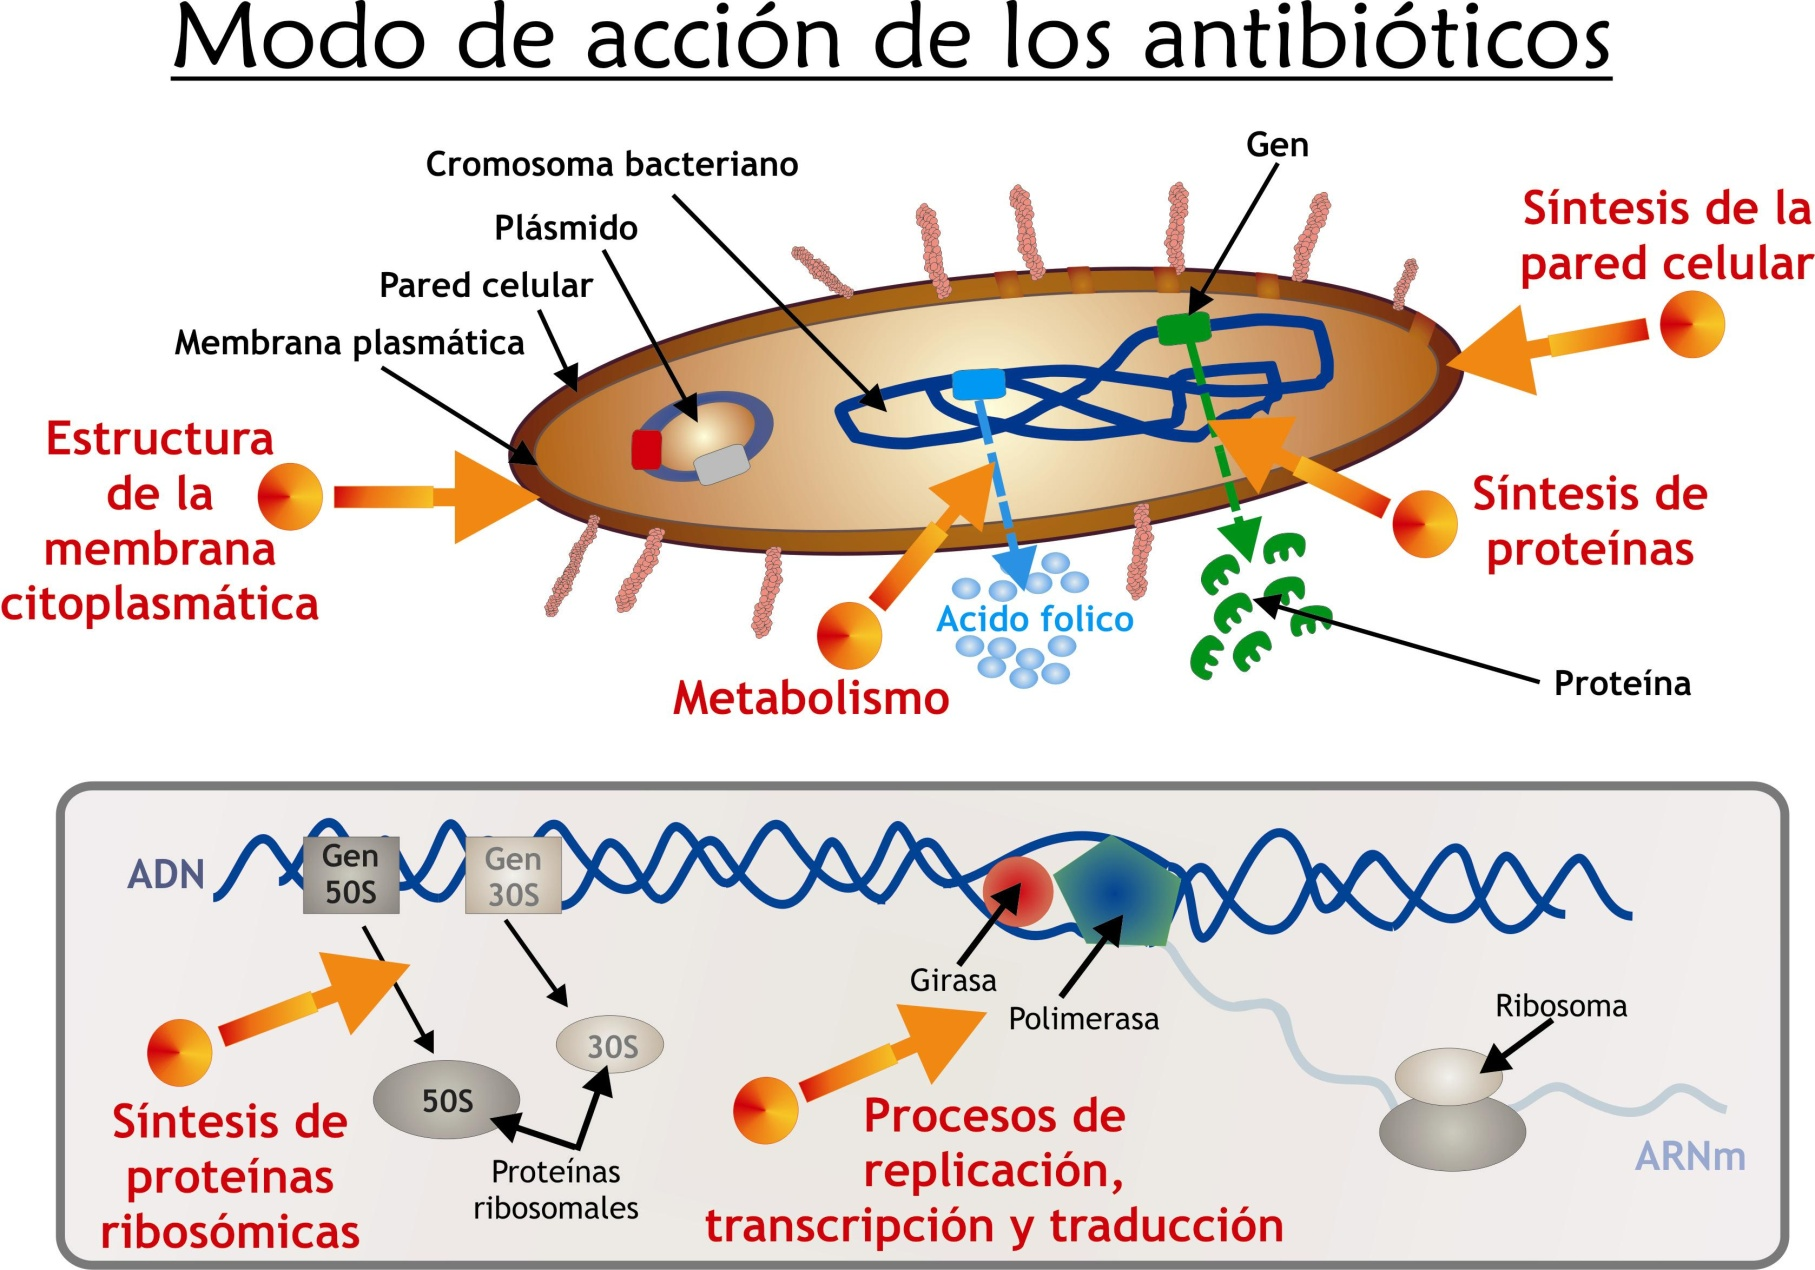 Modo de acción de los antibióticos
Gen
Cromosoma bacteriano
Plásmido
Pared celular
Membrana plasmática
Síntesis de la
pared celular
Estructura
de la
membrana
citoplasmática
Síntesis de
proteínas
Acido folico
Metabolismo
Proteína
ADN
Gen
50S
Gen
30S
Girasa
Polimerasa
Ribosoma
30S
50S
Síntesis de
proteínas
ribosómicas
Proteínas
ribosomales
Procesos de
replicación,
transcripción y traducción
ARNm